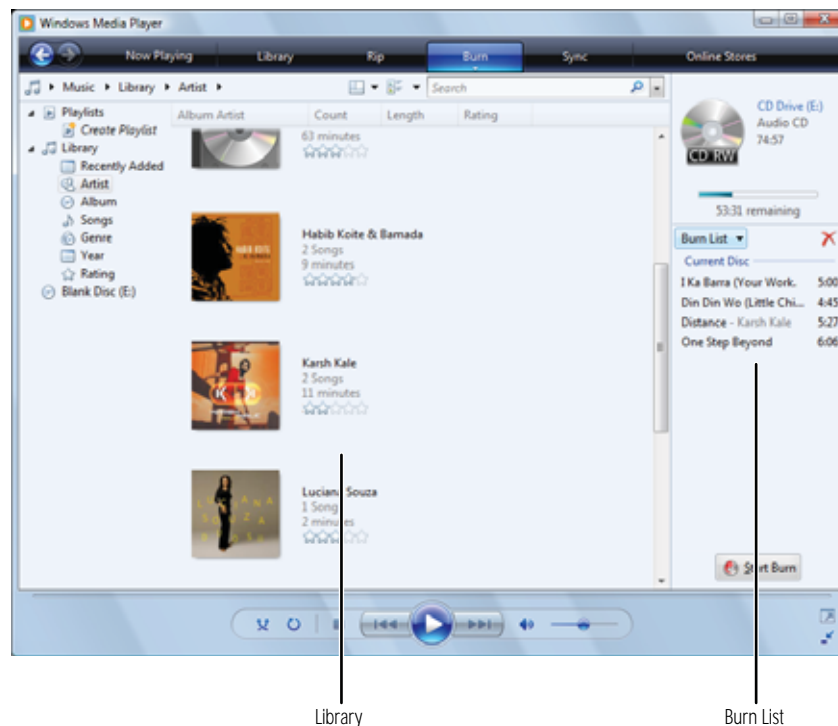 Windows Media Player
Now Playing Library Rip Burn Sync Online Stores
Music Library Artist
Search
Playlists
Create Playlist
Library
Recently Added
Artist
Album
Songs
Genre
Year
Rating
Blank Disc (E:)
Album Artist Count Length Rating
63 minutes
Habib Koite & Bamada
2 Songs
9 minutes
Karsh Kale
2 Songs
11 minutes
Luciana Souza
1 Song
2 minutes
CD Drive (E:)
Audio CD
74:57
CD RW
53:31 remaining
Burn List
Current Disc
I Ka Barra (Your Work. 5:00
Din Din Wo (Little Chi... 4:45
Distance - Karsh Kale 5:27
One Step Beyond 6:06
Start Burn
Library
Burn List